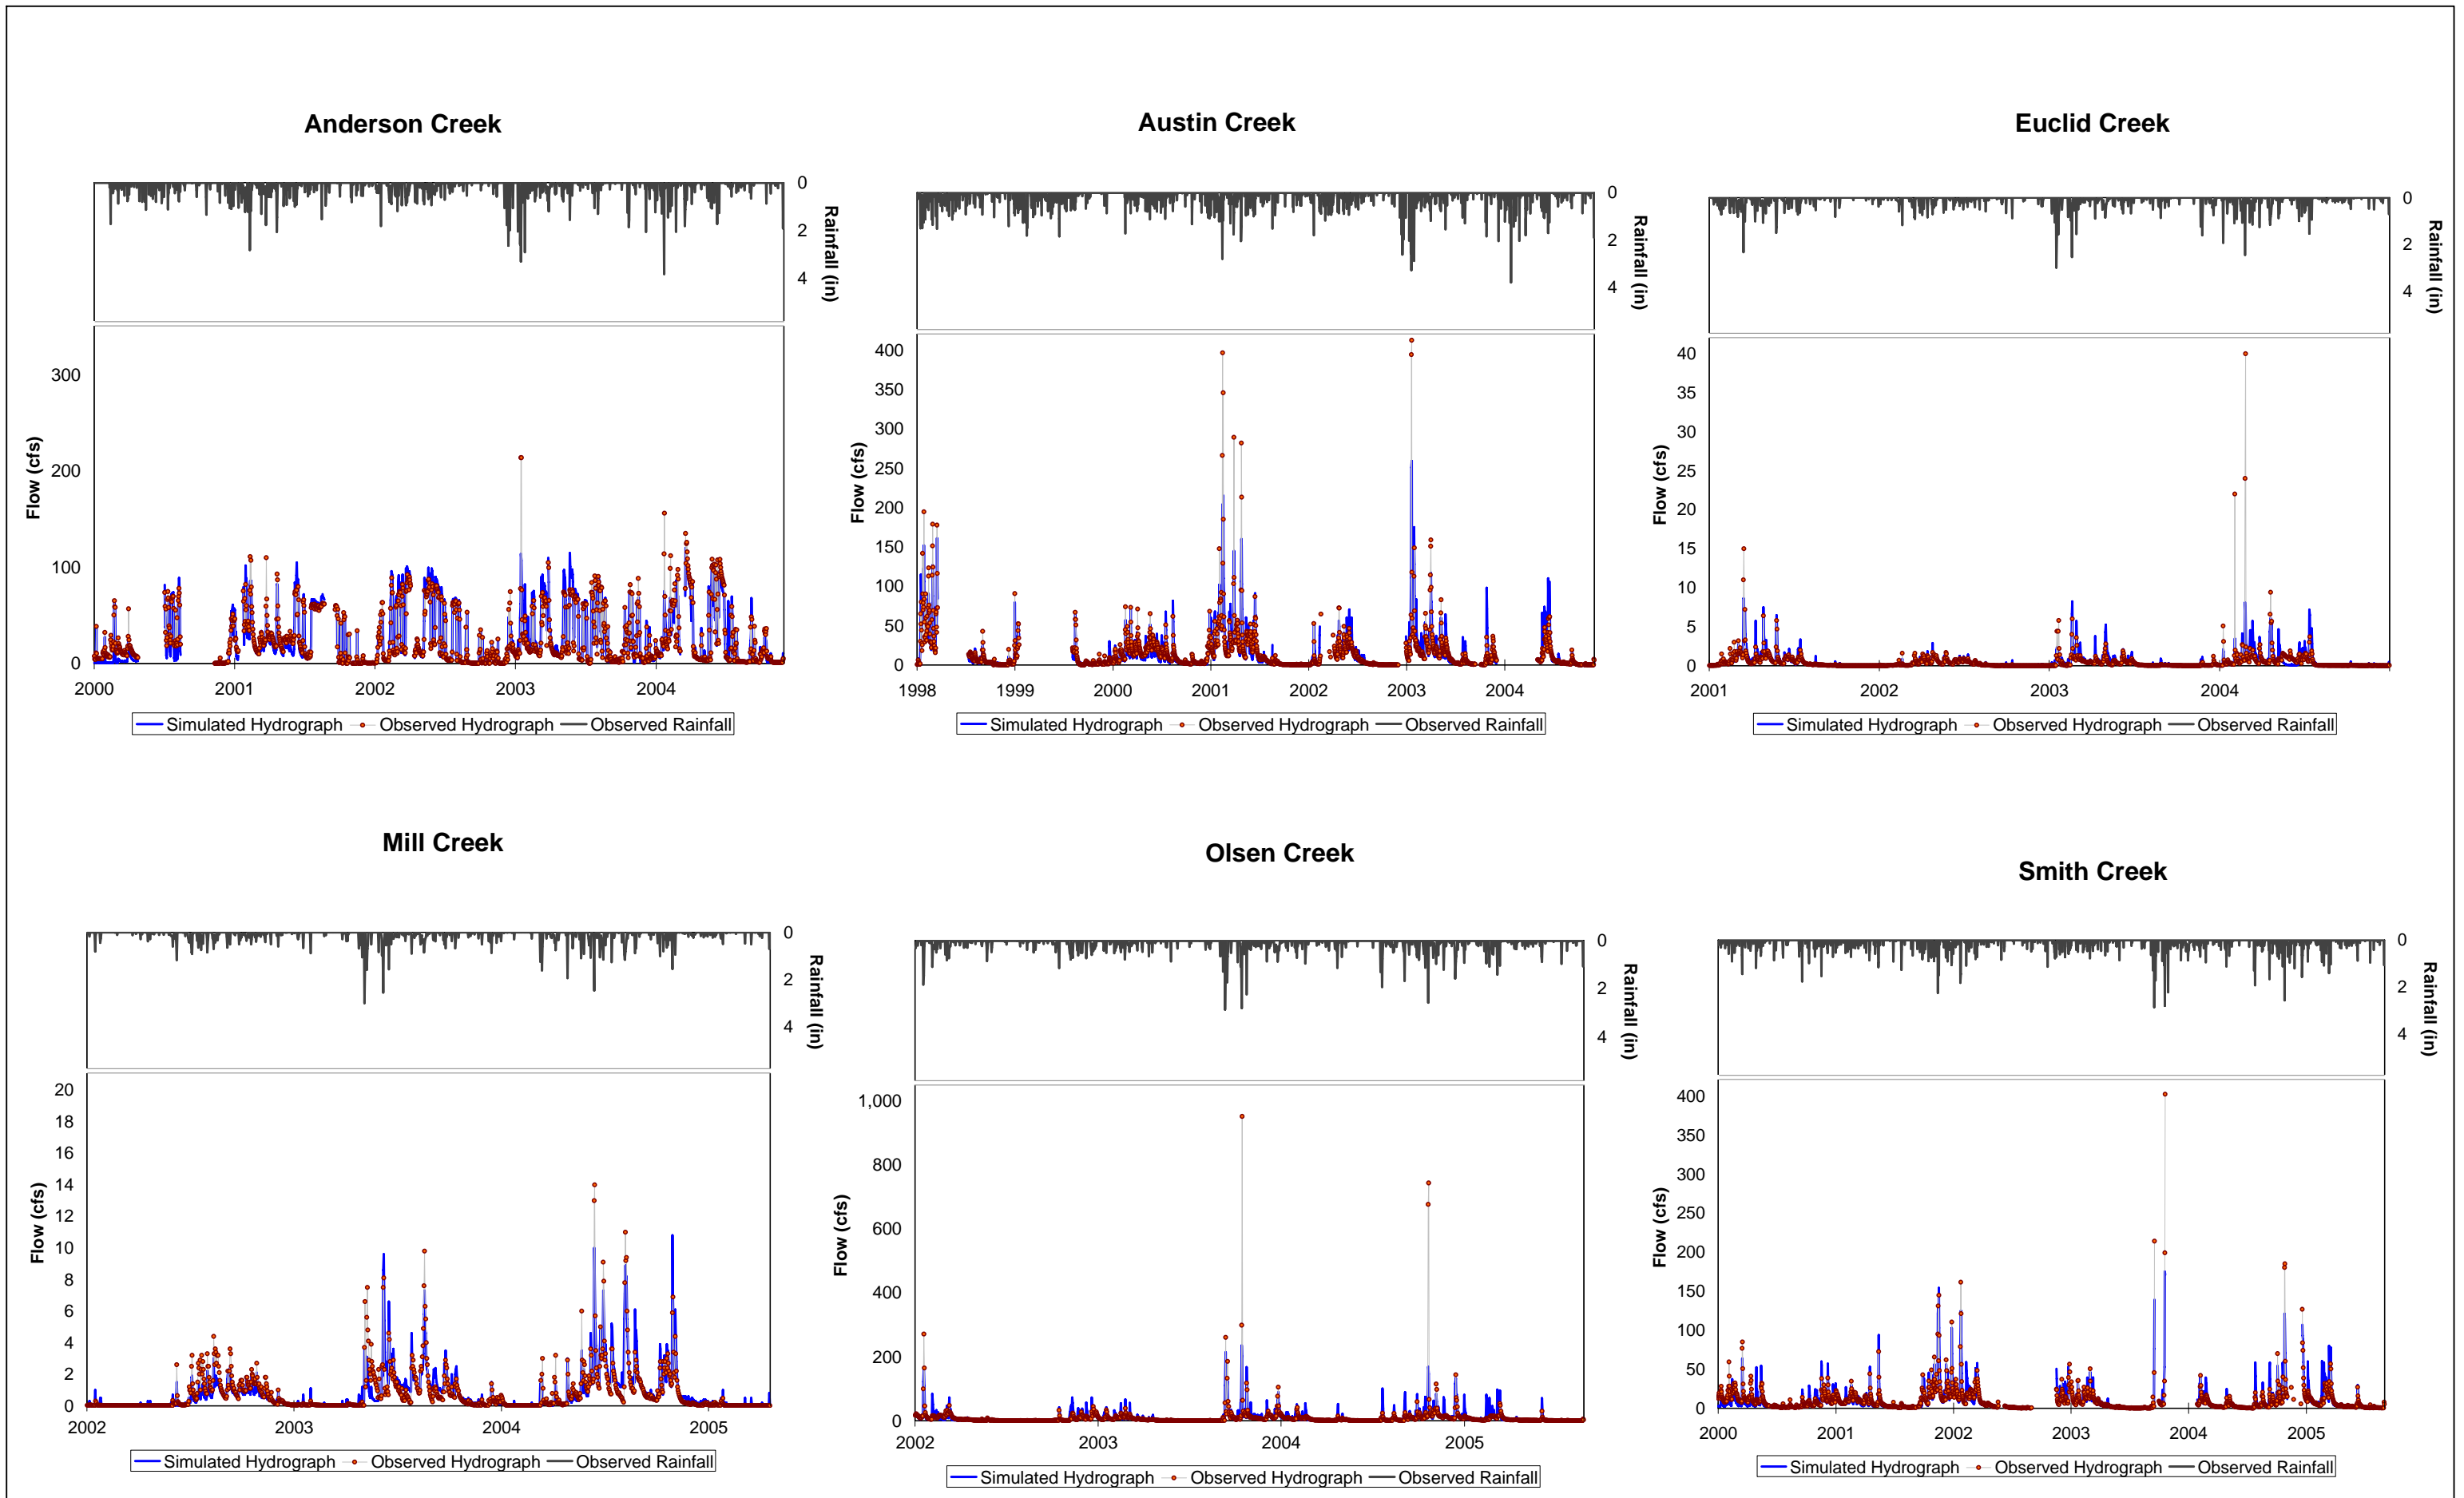 Anderson Creek
0
2
4
Rainfall (in)
300
200
100
0
Flow (cfs)
2000 2001 2002 2003 2004
Simulated Hydrograph Observed Hydrograph Observed Rainfall
Austin Creek
0
2
4
Rainfall (in)
400
350
300
250
200
150
100
50
0
Flow (cfs)
1998 1999 2000 2001 2002 2003 2004
Simulated Hydrograph Observed Hydrograph Observed Rainfall
Euclid Creek
0
2
4
Rainfall (in)
40
35
30
25
20
15
10
5
0
Flow (cfs)
2001 2002 2003 2004
Simulated Hydrograph Observed Hydrograph Observed Rainfall
Mill Creek
0
2
4
Rainfall (in)
20
18
16
14
12
10
8
6
4
2
0
Flow (cfs)
2002 2003 2004 2005
Simulated Hydrograph Observed Hydrograph Observed Rainfall
Olsen Creek
0
2
4
Rainfall (in)
1,000
800
600
400
200
0
Flow (cfs)
2002 2003 2004 2005
Simulated Hydrograph Observed Hydrograph Observed Rainfall
Smith Creek
0
2
4
Rainfall (in)
400
350
300
250
200
150
100
50
0
Flow (cfs)
2000 2001 2002 2003 2004 2005
Simulated Hydrograph Observed Hydrograph Observed Rainfall